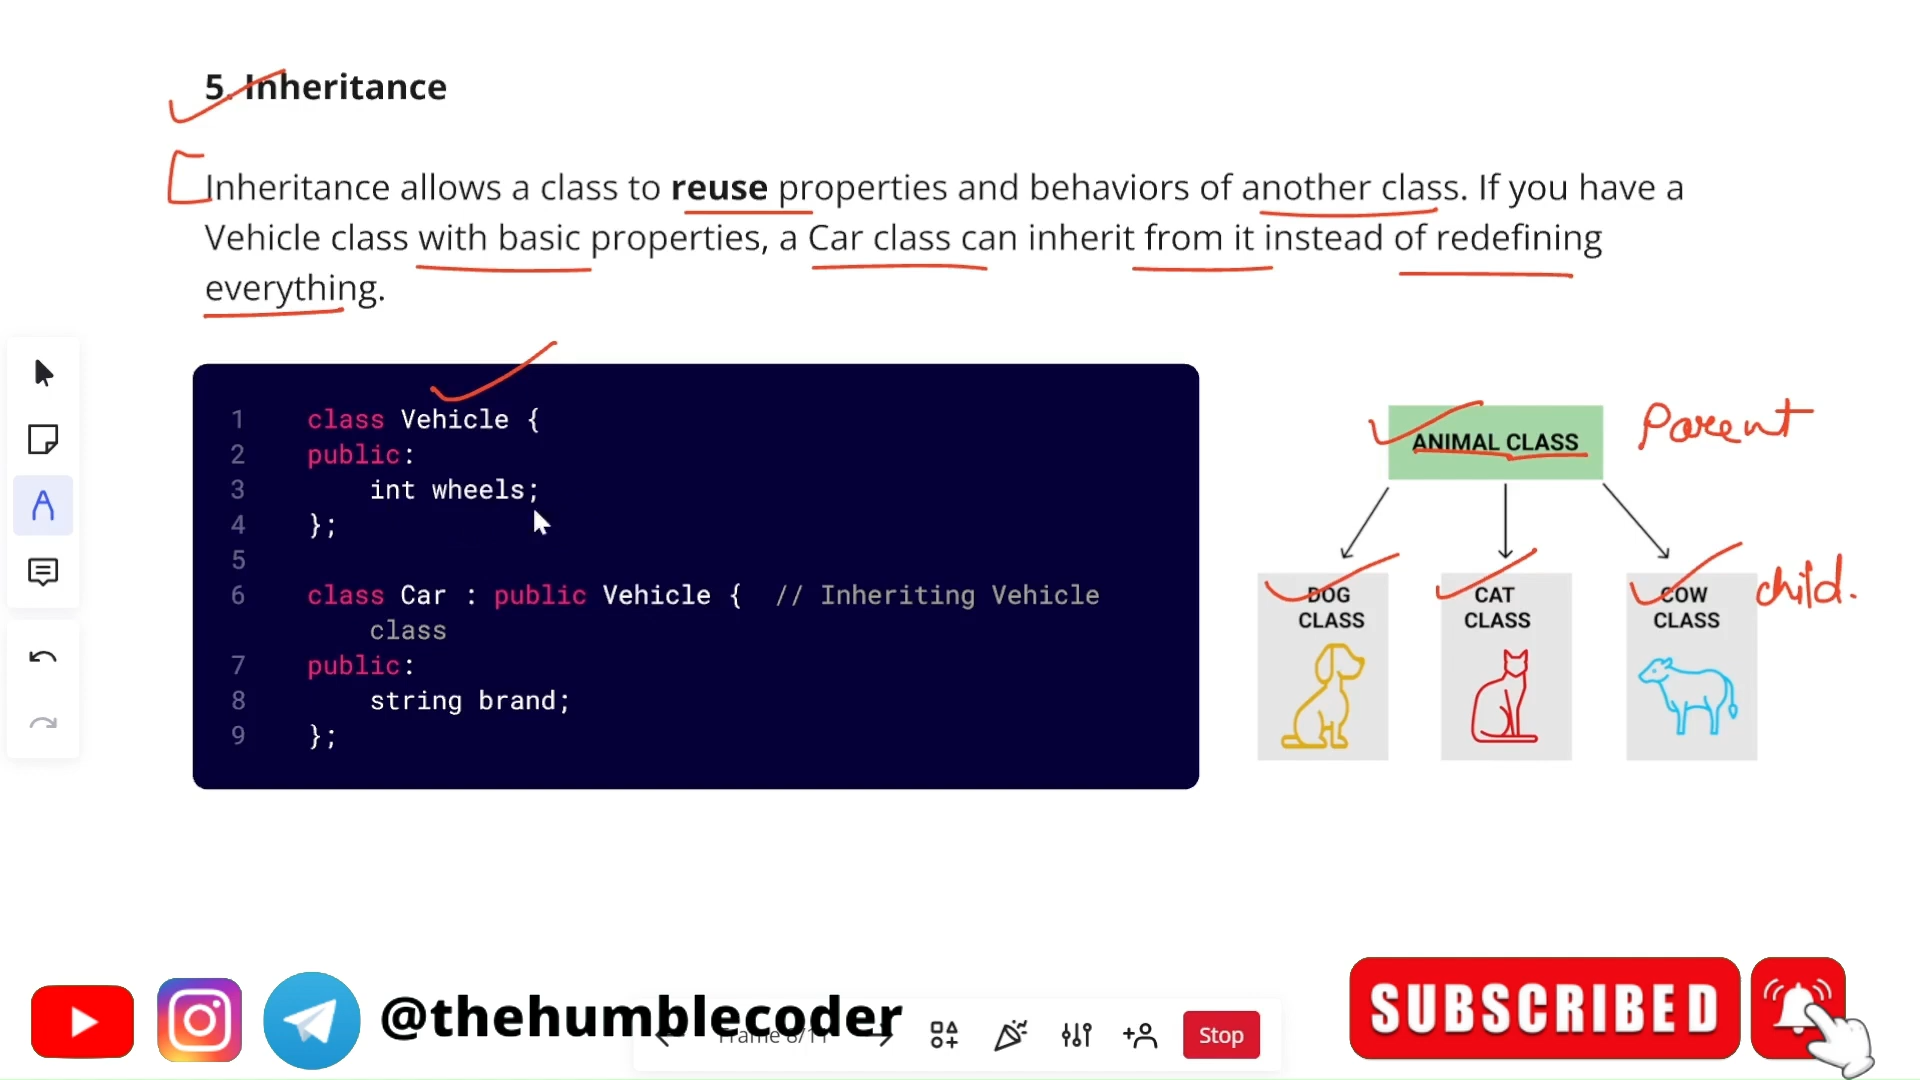 5. Inheritance
Inheritance allows a class to reuse properties and behaviors of another class. If you have a
Vehicle class with basic properties, a Car class can inherit from it instead of redefining
everything.
1 class Vehicle {
2 public:
3 int wheels;
4 };
5
6 class Car : public Vehicle { // Inheriting Vehicle
class
7 public:
8 string brand;
9 };
ANIMAL CLASS
Parent
DOG
CLASS
CAT
CLASS
COW
CLASS
child.
@thehumblecoder
Frame 8/11
Stop
SUBSCRIBED